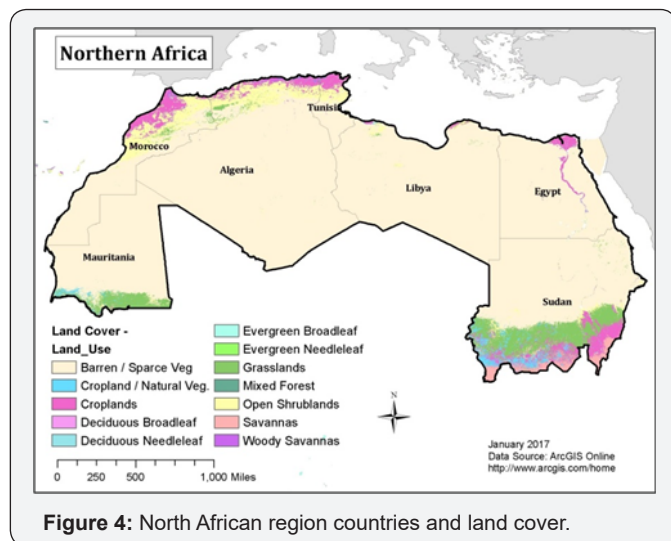 Northern Africa
Tunisi
Morocco
Algeria
Libya
Egypt
Mauritania
Sudan
Land Cover -
Land_Use
Barren / Sparce Veg
Cropland / Natural Veg.
Croplands
Deciduous Broadleaf
Deciduous Needleleaf
Evergreen Broadleaf
Evergreen Needleleaf
Grasslands
Mixed Forest
Open Shrublands
Savannas
Woody Savannas
N
0 250 500 1,000 Miles
January 2017
Data Source: ArcGIS Online
http://www.arcgis.com/home
Figure 4: North African region countries and land cover.